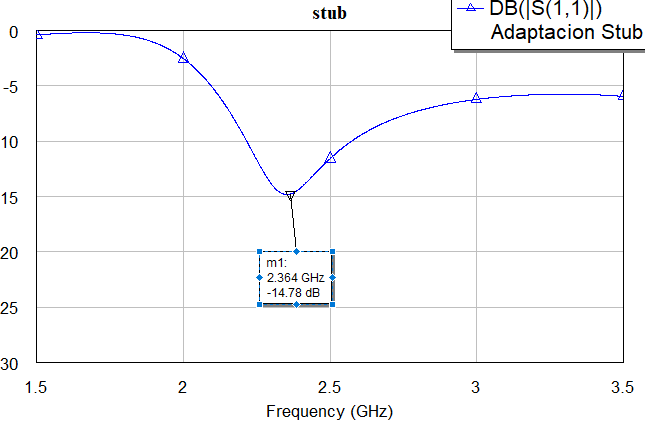 stub
DB(|S(1,1)|)
Adaptacion Stub
0
-5
10
15
20
25
30
m1:
2.364 GHz
-14.78 dB
1.5 2 2.5 3 3.5
Frequency (GHz)